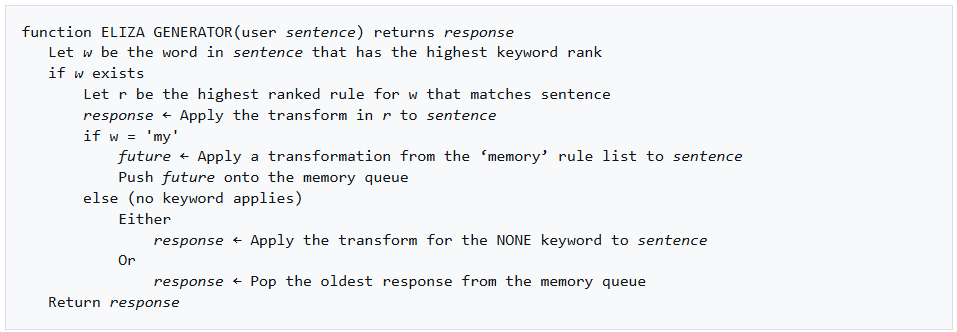 function ELIZA GENERATOR(user sentence) returns response
Let w be the word in sentence that has the highest keyword rank
if w exists
Let r be the highest ranked rule for w that matches sentence
response ← Apply the transform in r to sentence
if w = 'my'
future ← Apply a transformation from the ‘memory’ rule list to sentence
Push future onto the memory queue
else (no keyword applies)
Either
response ← Apply the transform for the NONE keyword to sentence
Or
response ← Pop the oldest response from the memory queue
Return response